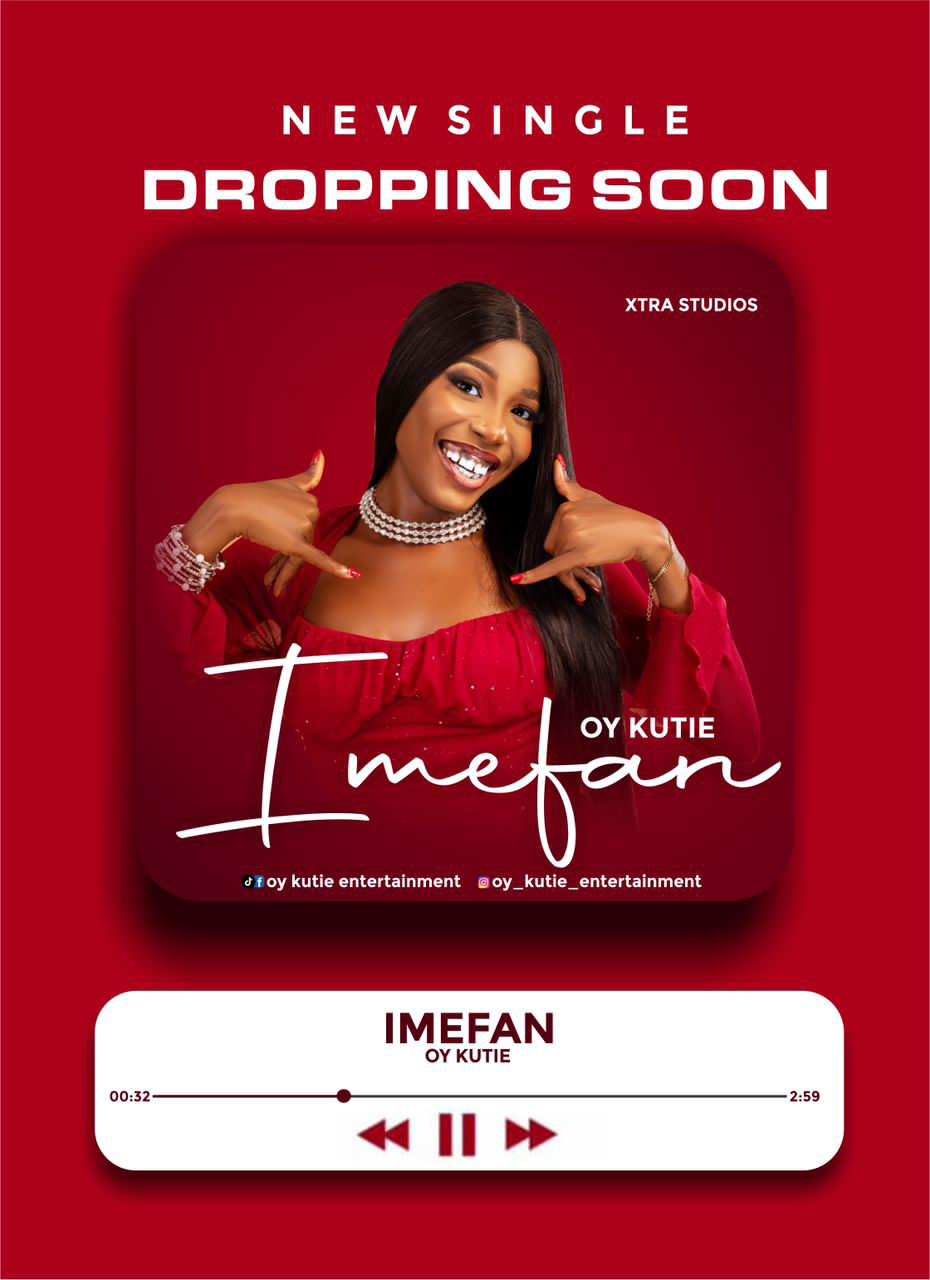 NEW SINGLE
DROPPING SOON
XTRA STUDIOS
OY KUTIE
Imefan
oy kutie entertainment oy_kutie_entertainment
IMEFAN
OY KUTIE
00:32 2:59